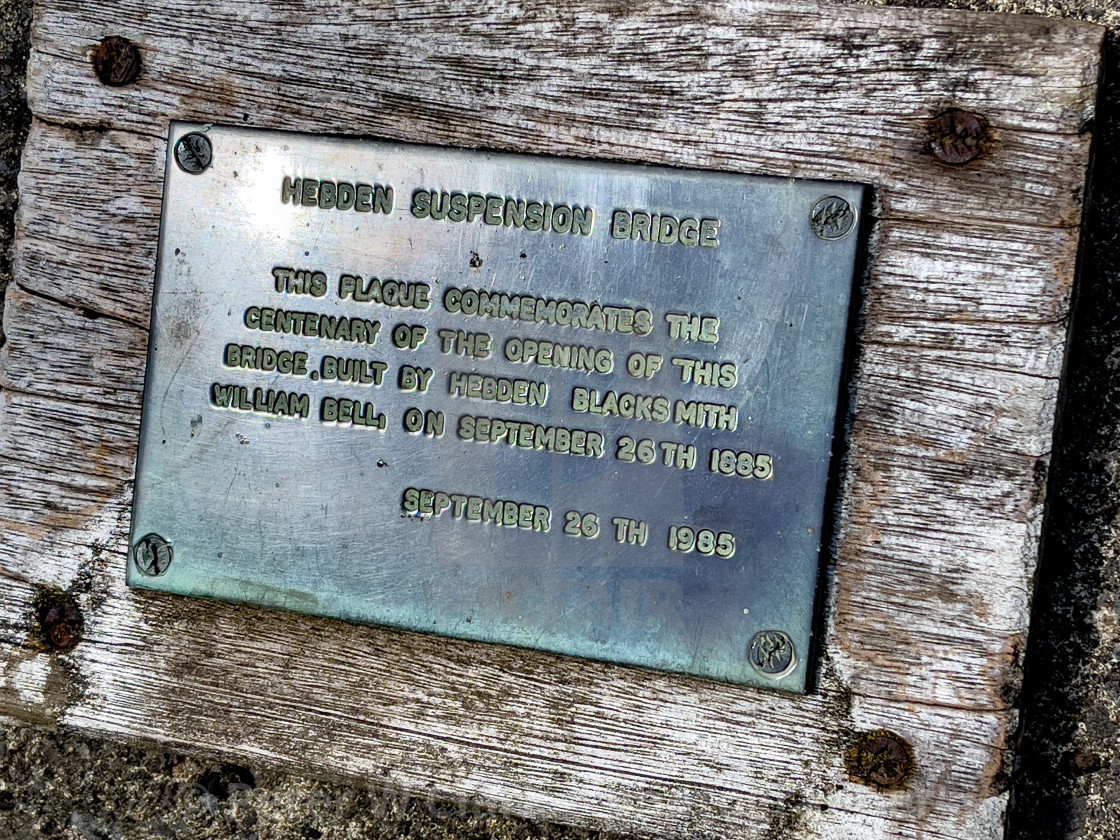 HEBDEN SUSPENSION BRIDGE
THIS PLAQUE COMMEMORATES THE
CENTENARY OF THE OPENING OF THIS
BRIDGE. BUILT BY HEBDEN BLACKSMITH
WILLIAM BELL, ON SEPTEMBER 26TH 1885
SEPTEMBER 26 TH 1985